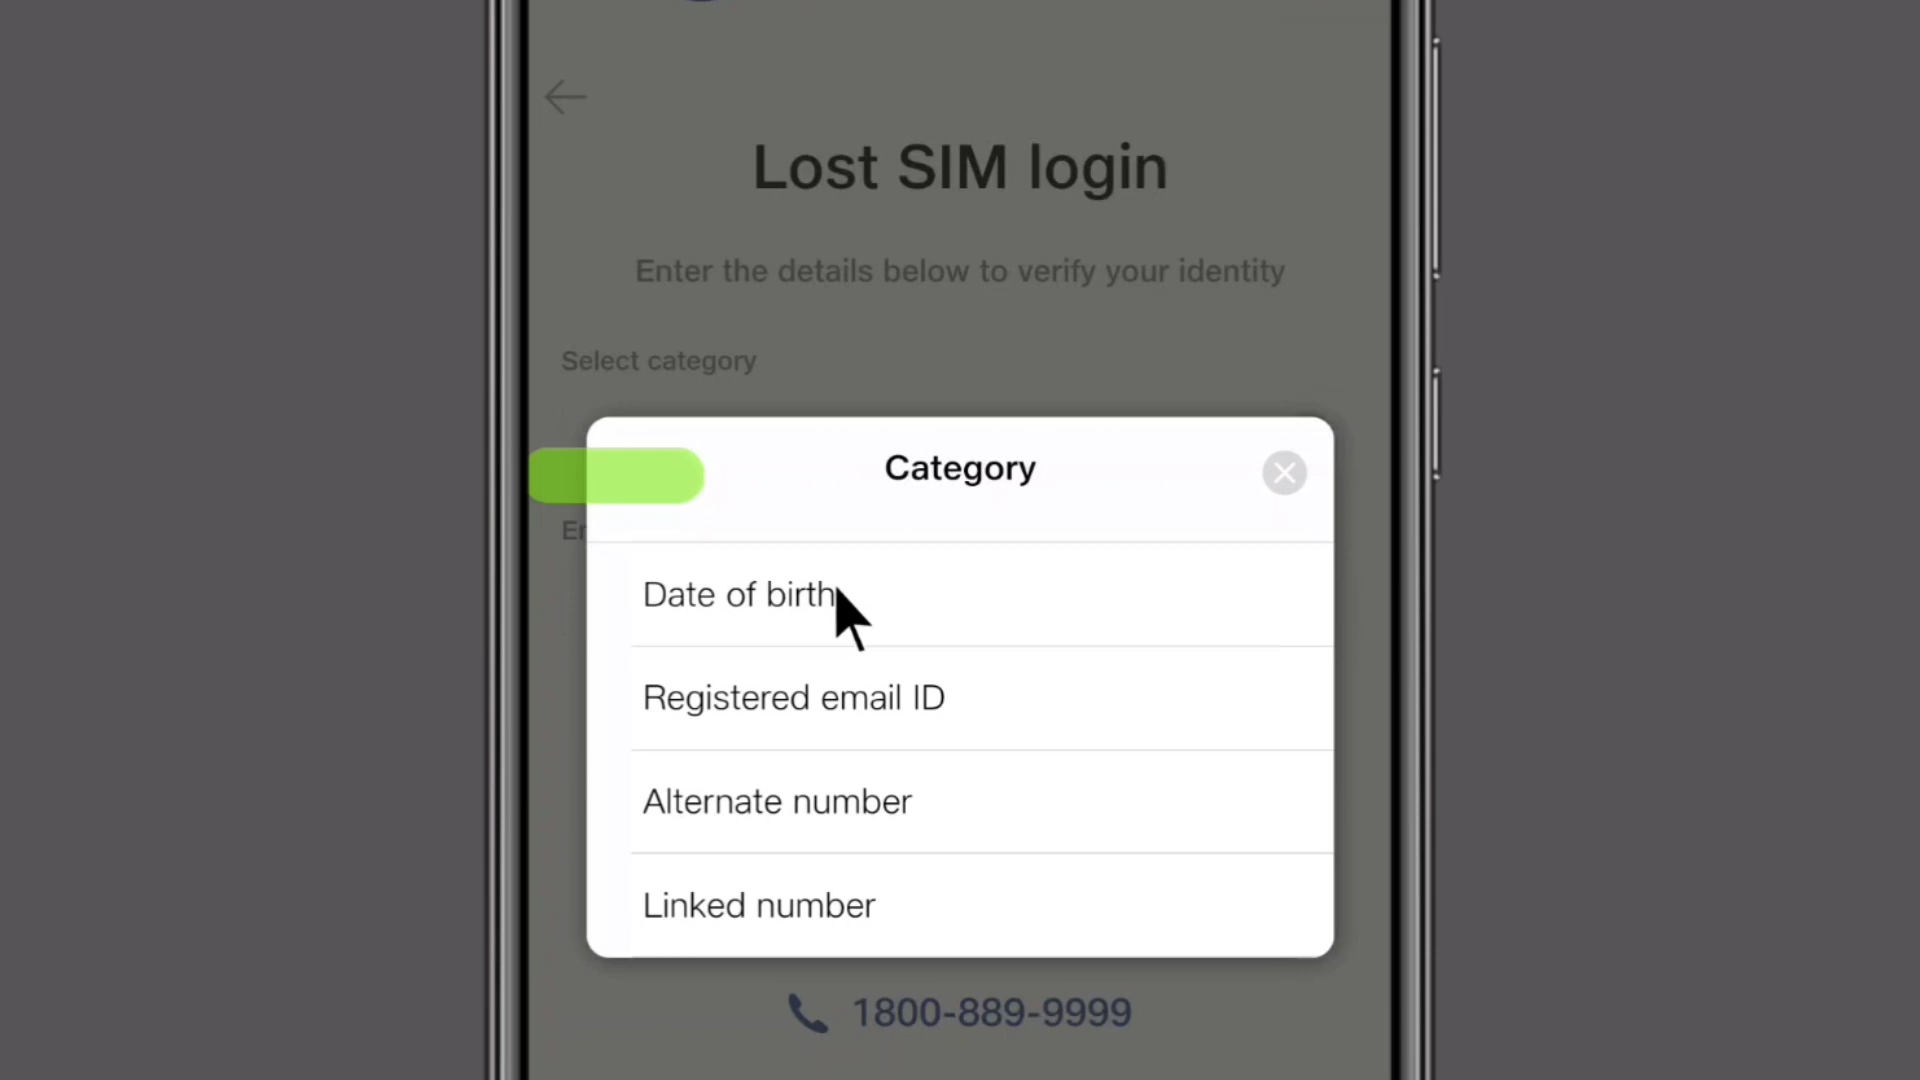 Lost SIM login
Enter the details below to verify your identity
Select category
Category
Date of birth
Registered email ID
Alternate number
Linked number
1800-889-9999